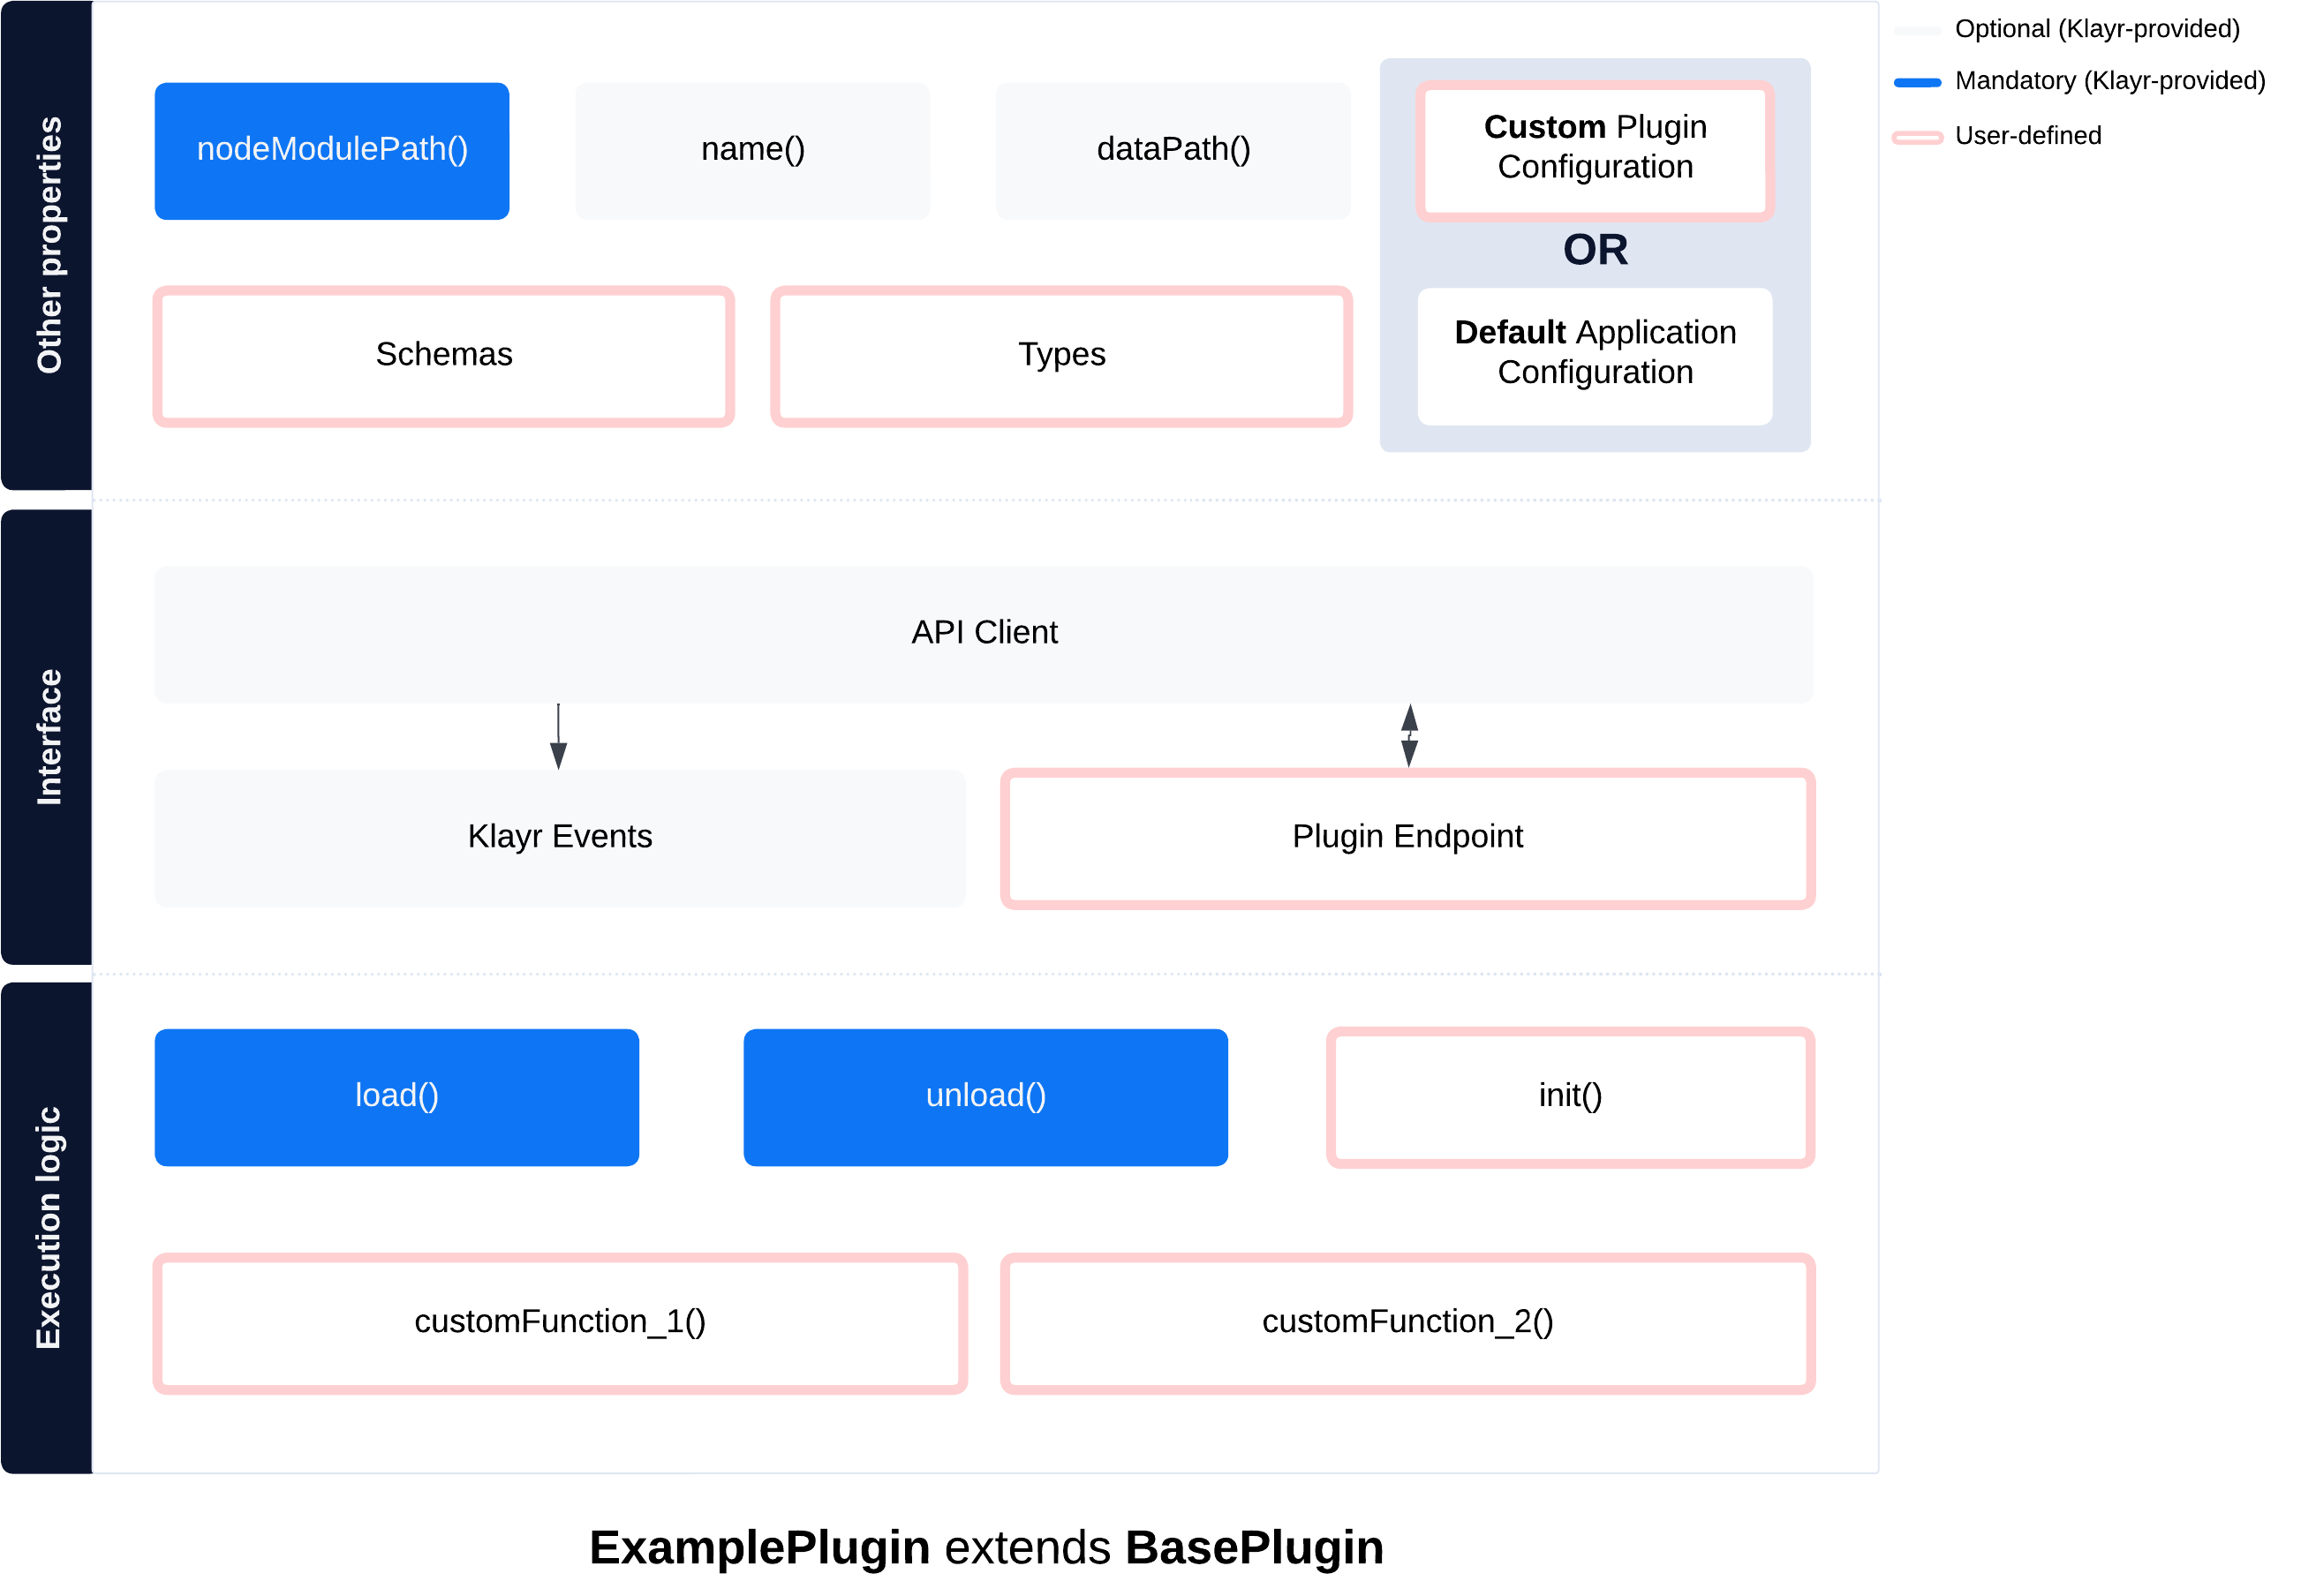 Other properties
nodeModulePath()
name()
dataPath()
Custom Plugin
Configuration
OR
Default Application
Configuration
Schemas
Types
Interface
API Client
Klayr Events
Plugin Endpoint
Execution logic
load()
unload()
init()
customFunction_1()
customFunction_2()
Optional (Klayr-provided)
Mandatory (Klayr-provided)
User-defined
ExamplePlugin extends BasePlugin